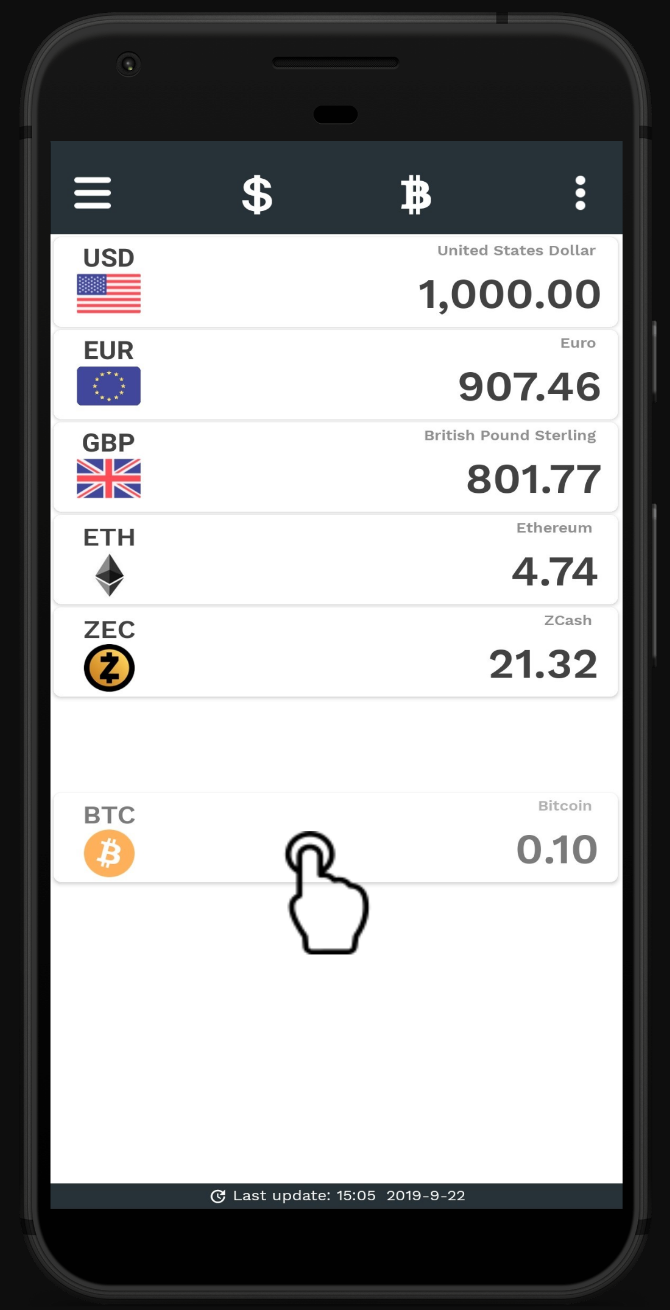 USD
United States Dollar
1,000.00
EUR
Euro
907.46
GBP
British Pound Sterling
801.77
ETH
Ethereum
4.74
ZEC
ZCash
21.32
BTC
Bitcoin
0.10
Last update: 15:05 2019-9-22